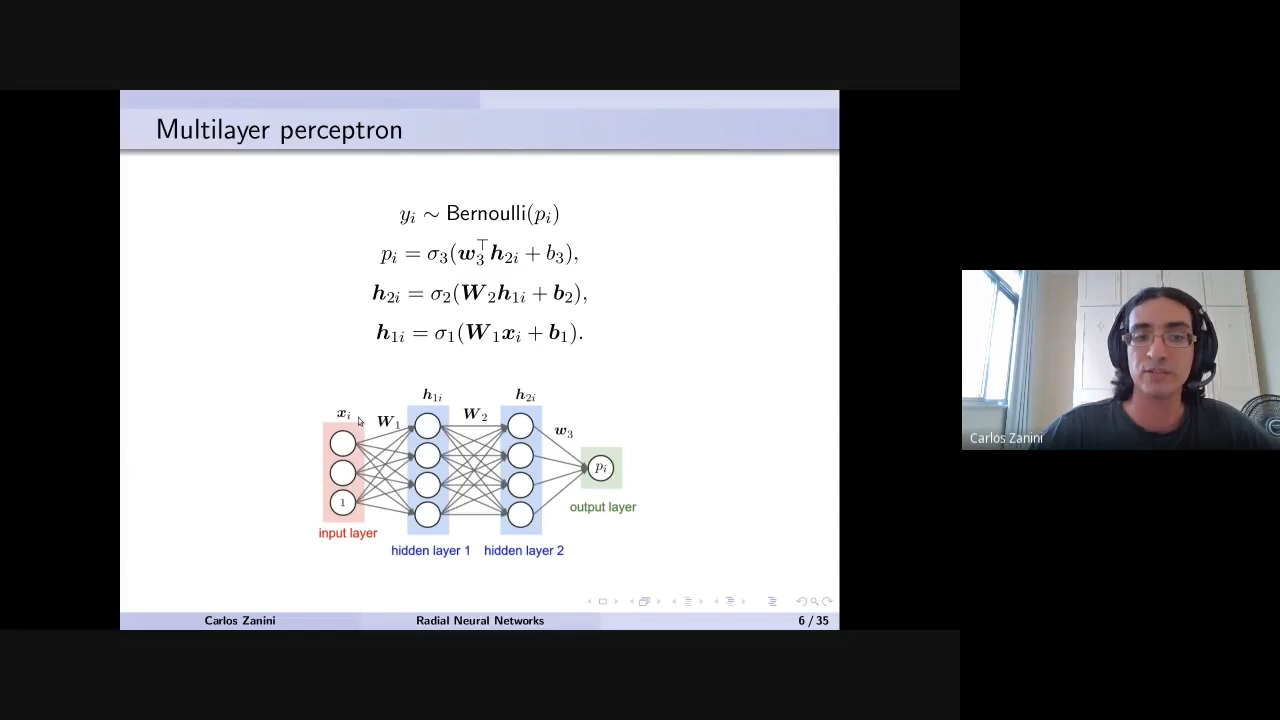 Multilayer perceptron
yᵢ ∼ Bernoulli(pᵢ)
pᵢ = σ₃(w₃⊤h₂ᵢ + b₃),
h₂ᵢ = σ₂(W₂h₁ᵢ + b₂),
h₁ᵢ = σ₁(W₁xᵢ + b₁).
xᵢ W₁ h₁ᵢ W₂ h₂ᵢ w₃
pᵢ
1
input layer
hidden layer 1
hidden layer 2
output layer
Carlos Zanini Radial Neural Networks 6 / 35
Carlos Zanini